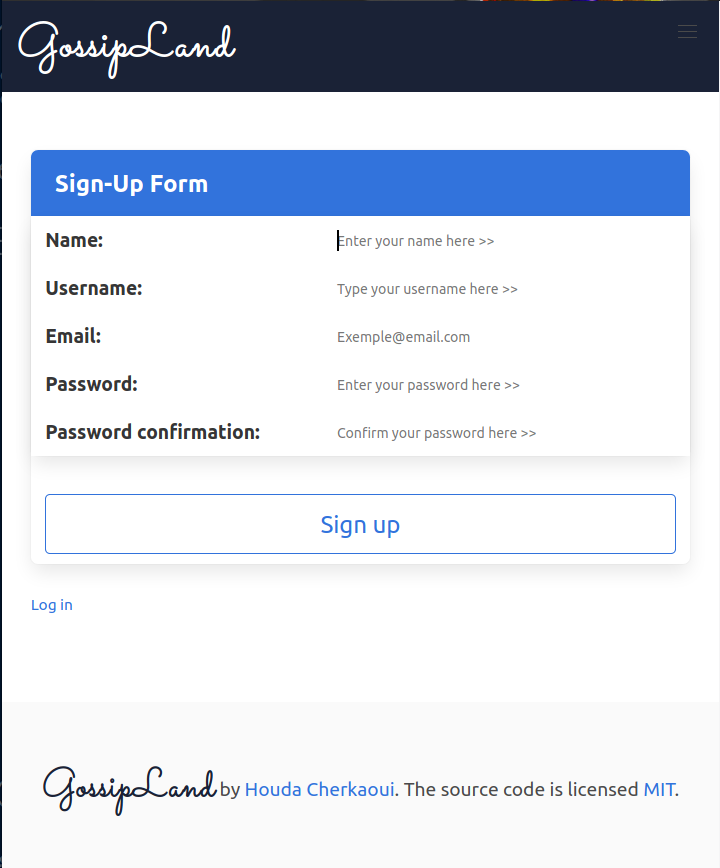 GossipLand
Sign-Up Form
Name: Enter your name here >>
Username: Type your username here >>
Email: Exemple@email.com
Password: Enter your password here >>
Password confirmation: Confirm your password here >>
Sign up
Log in
GossipLand by Houda Cherkaoui. The source code is licensed MIT.